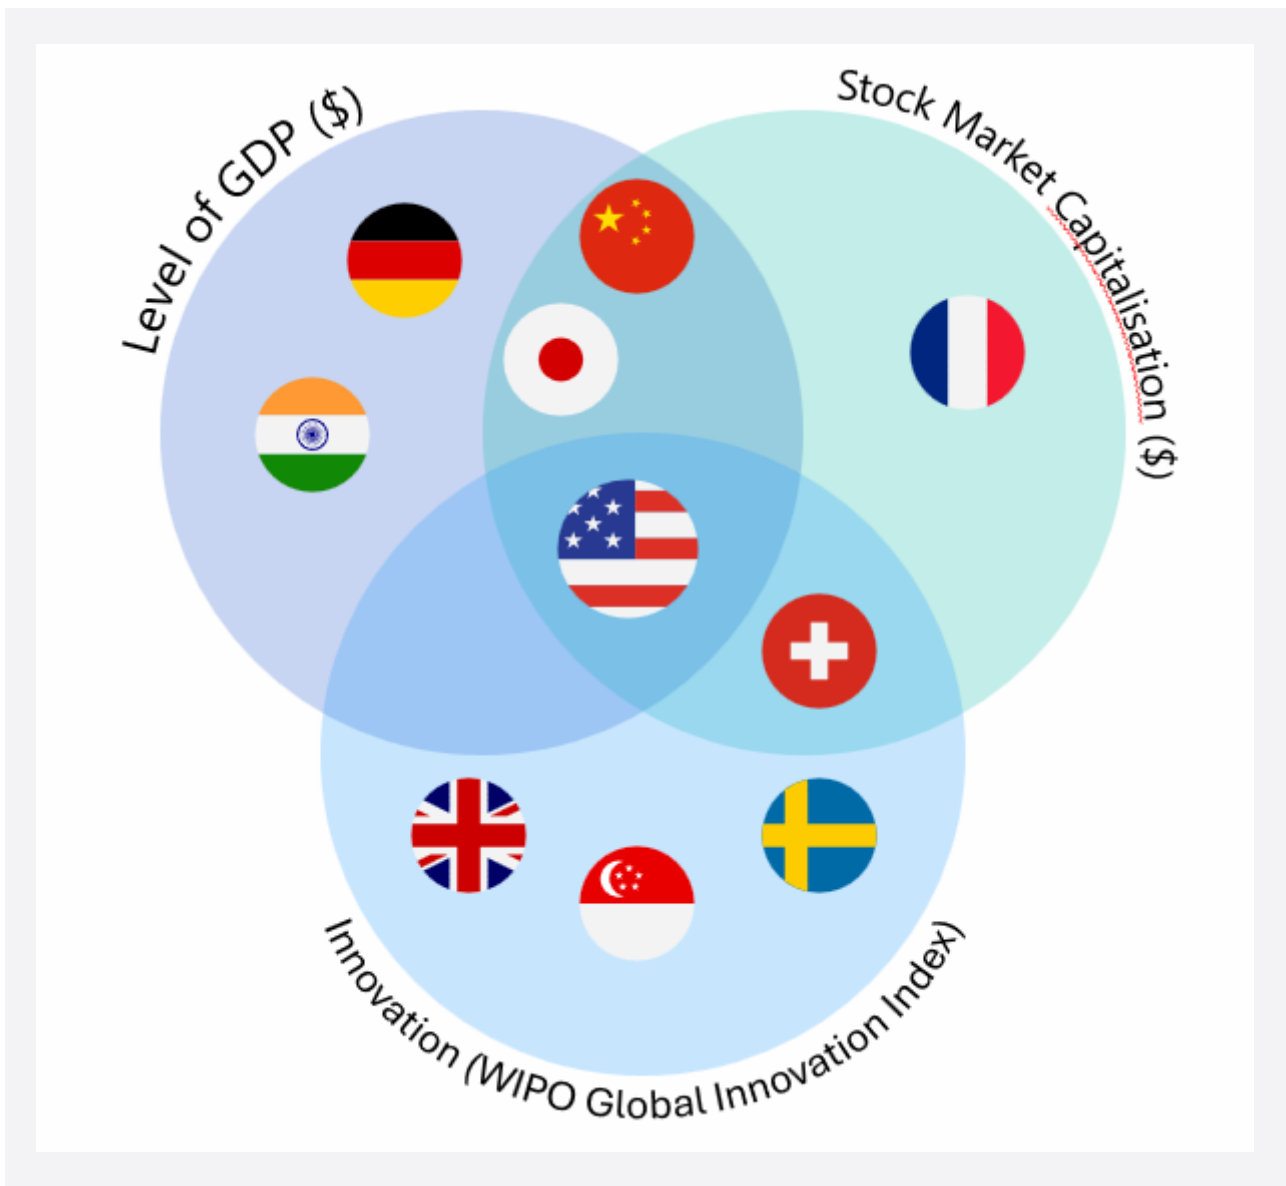 Level of GDP ($)
Stock Market Capitalisation ($)
Innovation (WIPO Global Innovation Index)